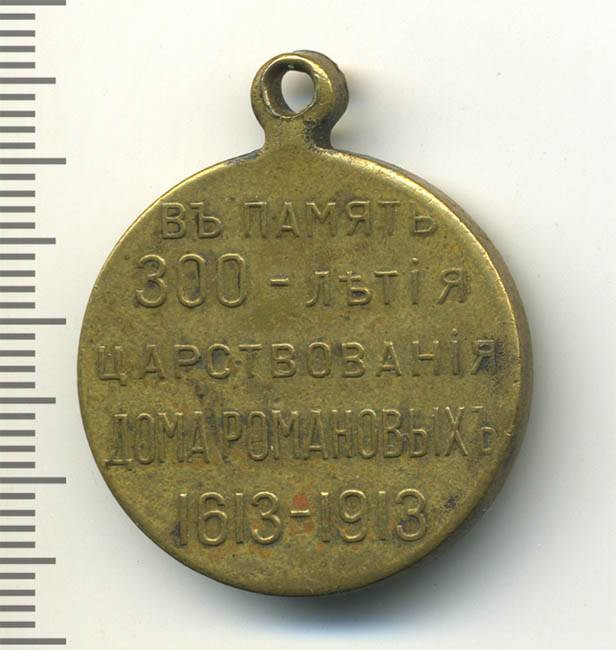 ВЪ ПАМЯТЬ
300 - лѣтія
ЦАРСТВОВАНІЯ
ДОМА РОМАНОВЫХЪ
1613-1913